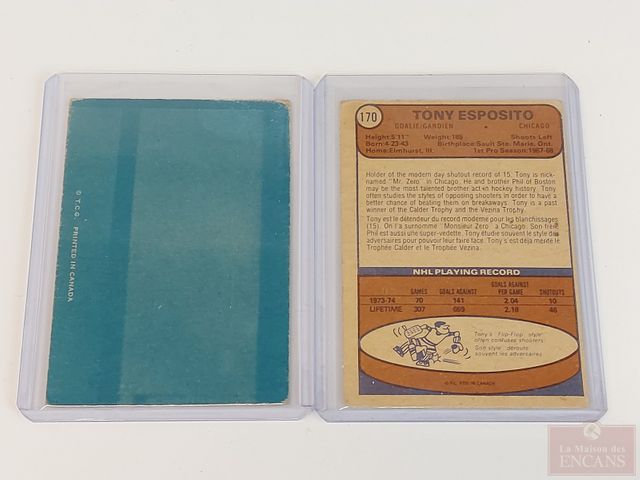 © T.C.G. PRINTED IN CANADA
170
TONY ESPOSITO
GOALIE/GARDIEN * CHICAGO
Height:5'11" Weight:185 Shoots-Left
Born:4-23-43 Birthplace:Sault Ste. Marie, Ont.
Home:Elmhurst, Ill. 1st Pro Season:1967-68
Holder of the modern day shutout record of 15. Tony is nick-
named "Mr. Zero" in Chicago. He and brother Phil of Boston
may be the most talented brother act in hockey history. Tony often
studies the styles of opposing shooters in order to have a
better chance of beating them on breakaways. Tony is a past
winner of the Calder Trophy and the Vezina Trophy.
Tony est le détendeur du record moderne pour les blanchissages
(15). On l'a surnommé "Monsieur Zero" a Chicago. Son frère
Phil est aussi une super-vedette. Tony étudie souvent le style des
adversaires pour pouvoir leur faire face. Tony s'est déjà mérité le
Trophée Calder et le Trophée Vézina.
NHL PLAYING RECORD
GAMES GOALS AGAINST GOALS AGAINST PER GAME SHUTOUTS
1973-74 70 141 2.04 10
LIFETIME 307 669 2.18 46
Tony's "Flip-Flop" style
often confuses shooters.
Son style déroute
souvent les adversaires
© T.C.G. PTD. IN CANADA
La Maison des
ENCANS